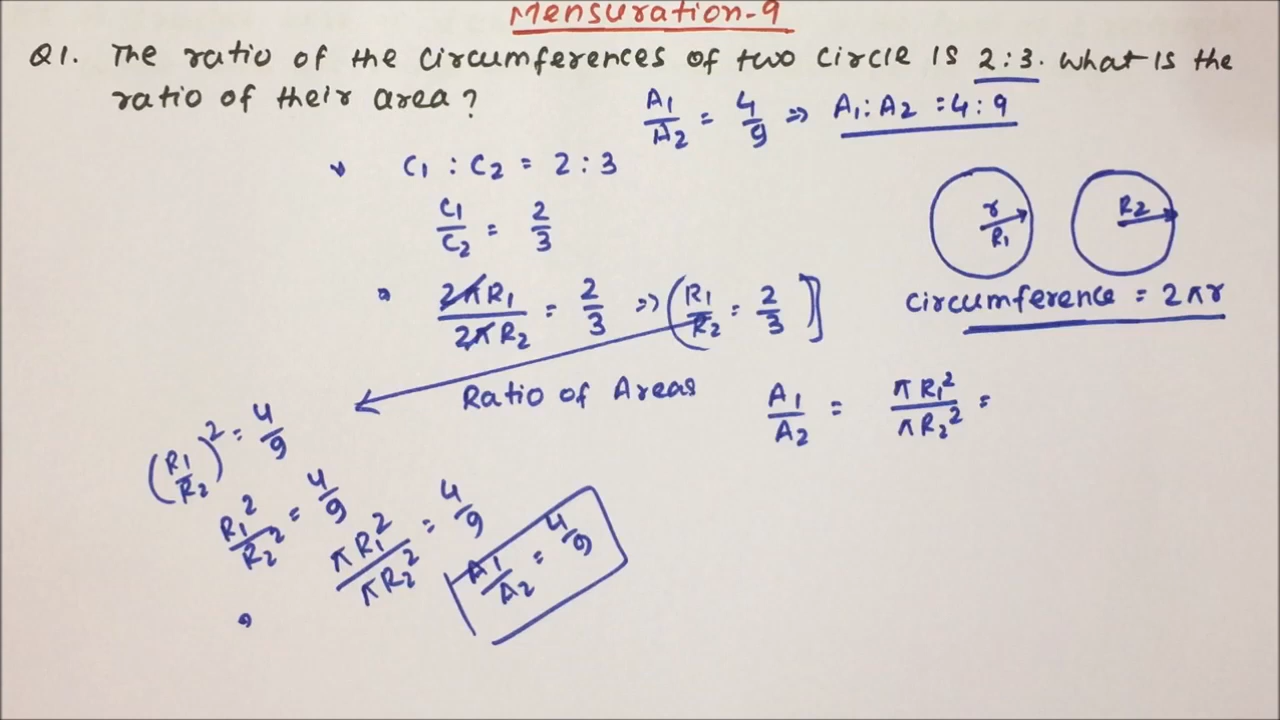 Mensuration-9
Q1. The ratio of the circumferences of two circle is 2:3. what is the
ratio of their area?
A₁/A₂ = 4/9 => A₁:A₂ = 4:9
C₁ : C₂ = 2:3
C₁/C₂ = 2/3
2πR₁/2πR₂ = 2/3 => (R₁/R₂ = 2/3]
r
R₁
R₂
circumference = 2πr
Ratio of Areas A₁/A₂ = πR₁²/πR₂² =
(R₁/R₂)² = 4/9
R₁²/R₂² = 4/9
πR₁²/πR₂² = 4/9
A₁/A₂ = 4/9